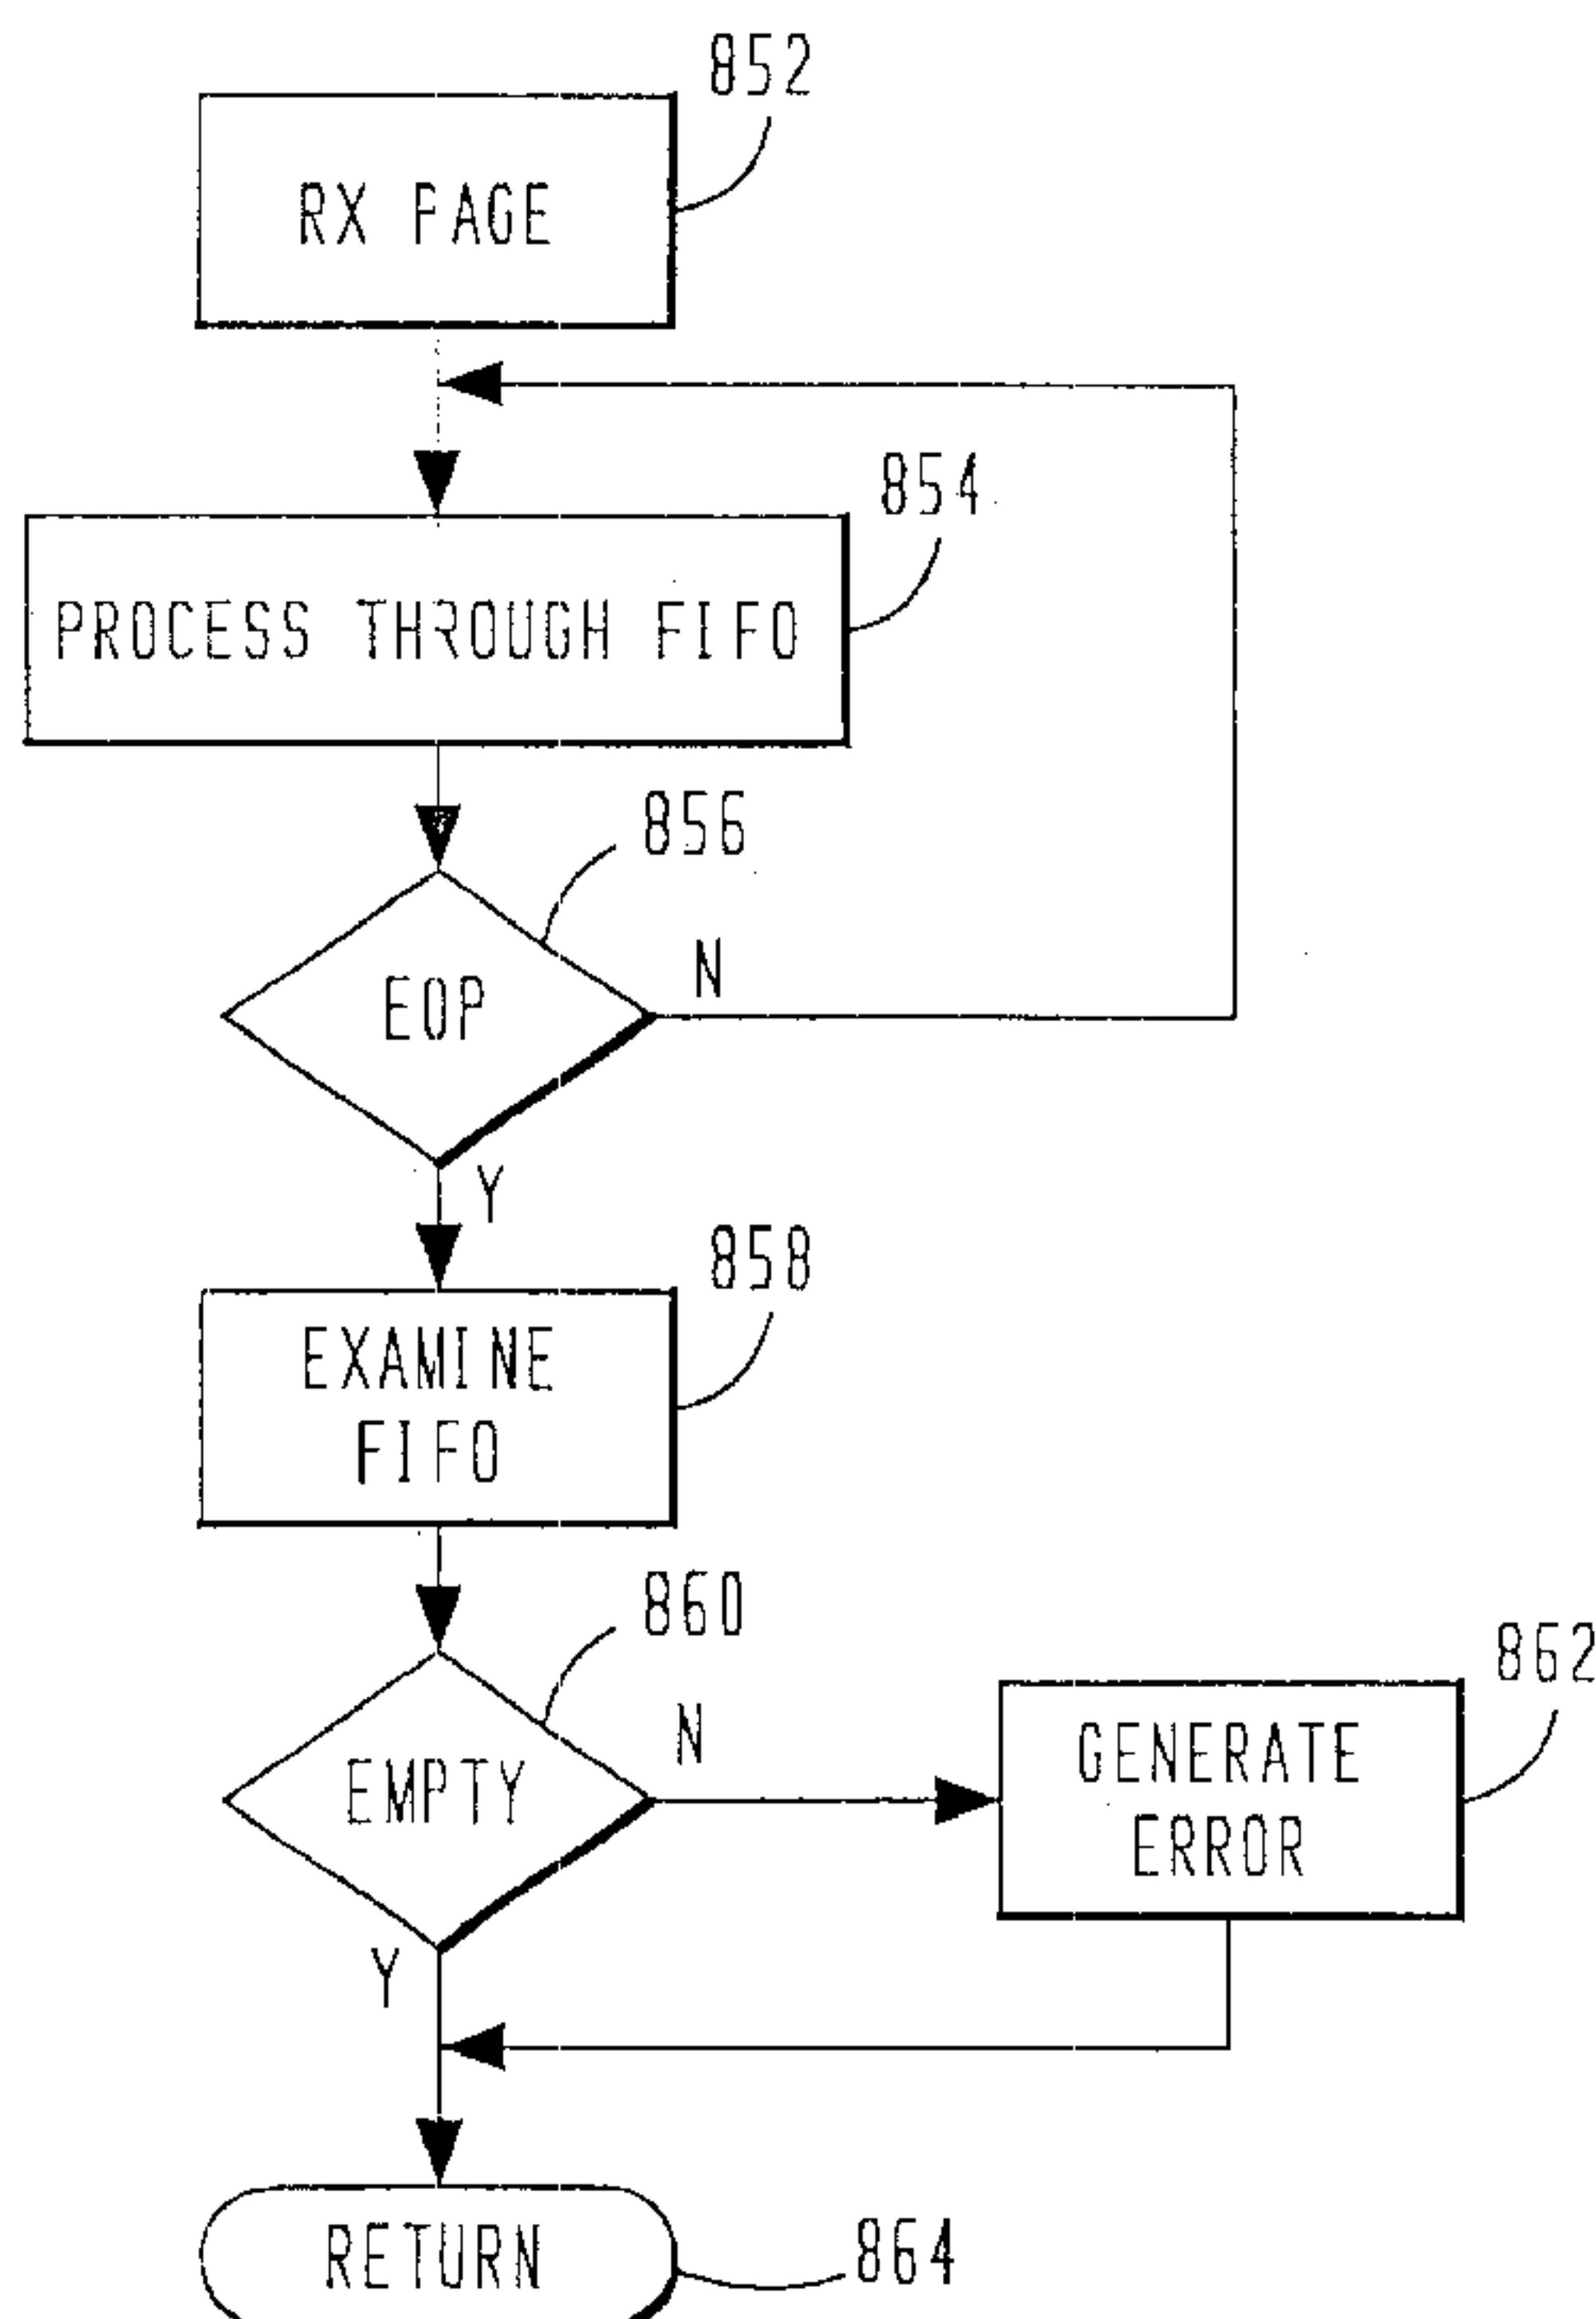 852
RX PAGE
854
PROCESS THROUGH FIFO
856
EOP
N
Y
858
EXAMINE
FIFO
860
EMPTY
N
862
GENERATE
ERROR
Y
RETURN
864